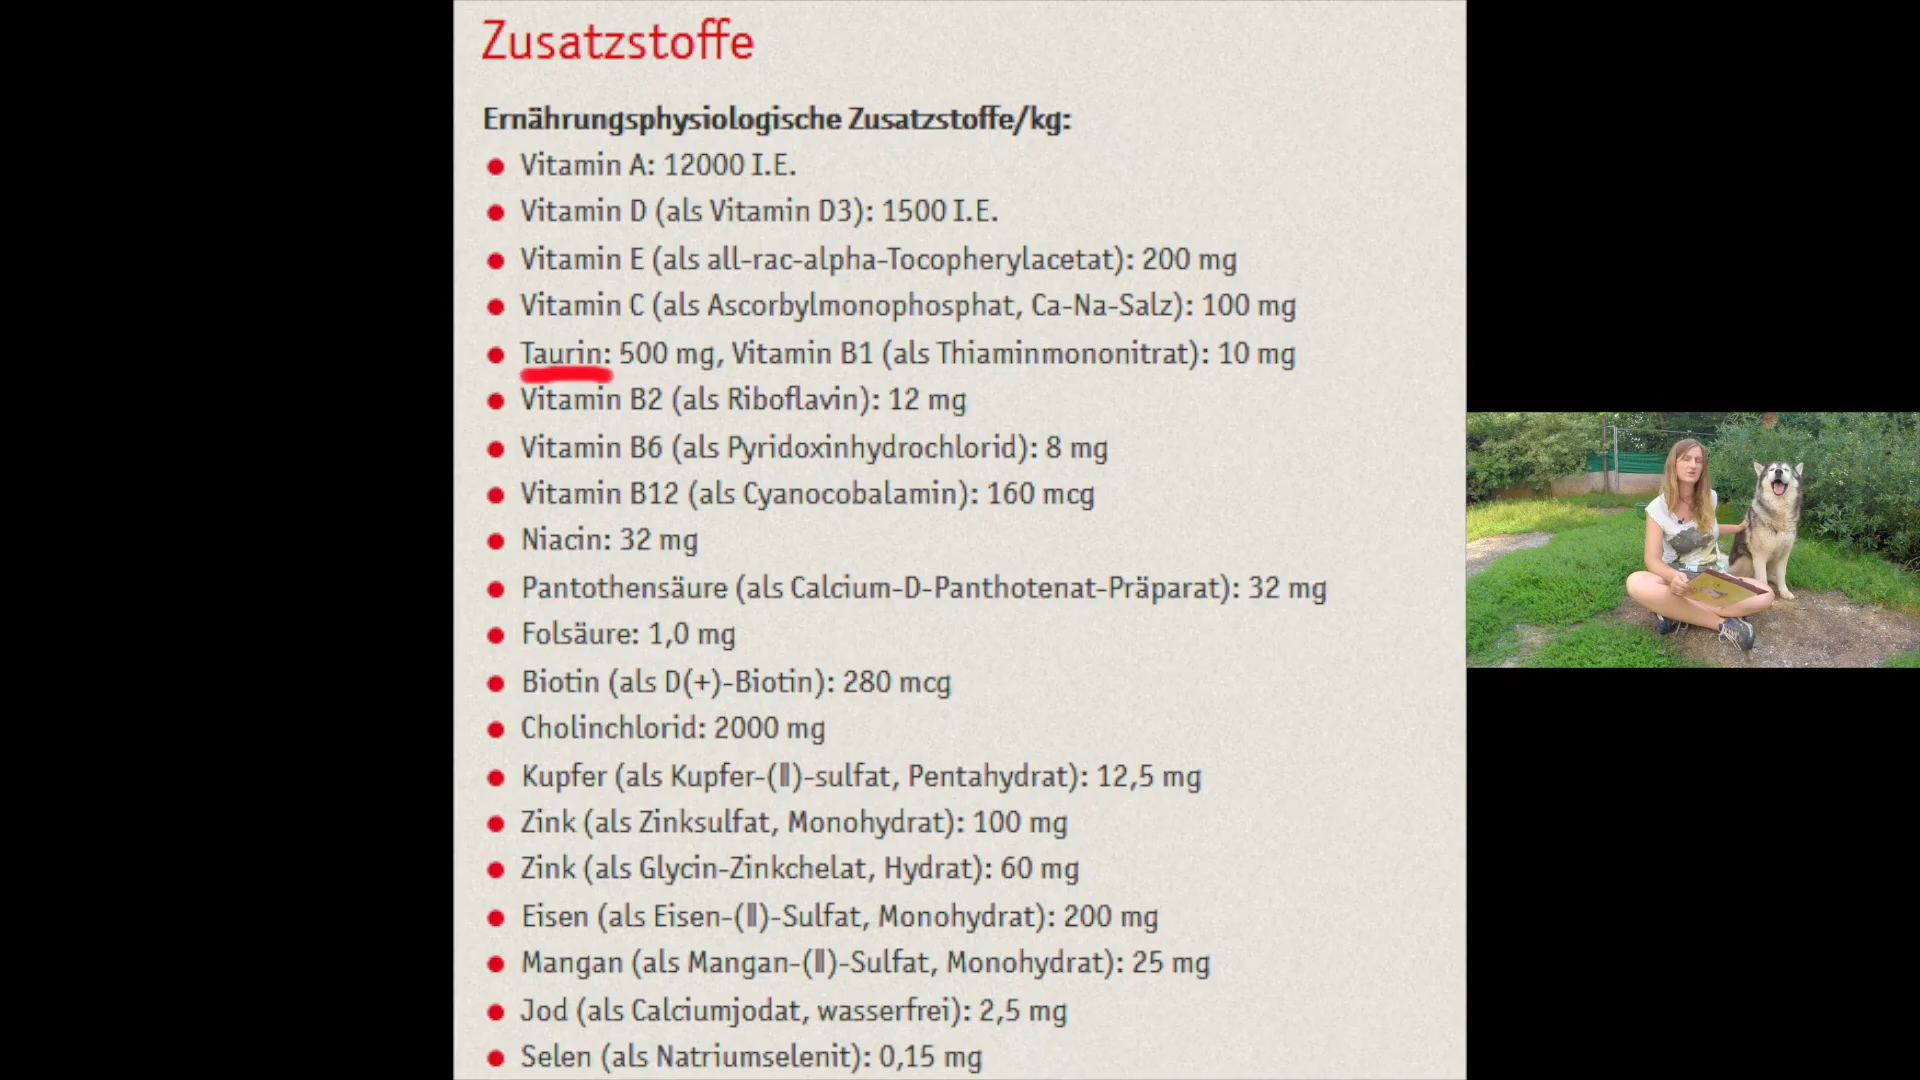 Zusatzstoffe
Ernährungsphysiologische Zusatzstoffe/kg:
Vitamin A: 12000 I.E.
Vitamin D (als Vitamin D3): 1500 I.E.
Vitamin E (als all-rac-alpha-Tocopherylacetat): 200 mg
Vitamin C (als Ascorbylmonophosphat, Ca-Na-Salz): 100 mg
Taurin: 500 mg, Vitamin B1 (als Thiaminmononitrat): 10 mg
Vitamin B2 (als Riboflavin): 12 mg
Vitamin B6 (als Pyridoxinhydrochlorid): 8 mg
Vitamin B12 (als Cyanocobalamin): 160 mcg
Niacin: 32 mg
Pantothensäure (als Calcium-D-Panthotenat-Präparat): 32 mg
Folsäure: 1,0 mg
Biotin (als D(+)-Biotin): 280 mcg
Cholinchlorid: 2000 mg
Kupfer (als Kupfer-(II)-sulfat, Pentahydrat): 12,5 mg
Zink (als Zinksulfat, Monohydrat): 100 mg
Zink (als Glycin-Zinkchelat, Hydrat): 60 mg
Eisen (als Eisen-(II)-Sulfat, Monohydrat): 200 mg
Mangan (als Mangan-(II)-Sulfat, Monohydrat): 25 mg
Jod (als Calciumjodat, wasserfrei): 2,5 mg
Selen (als Natriumselenit): 0,15 mg